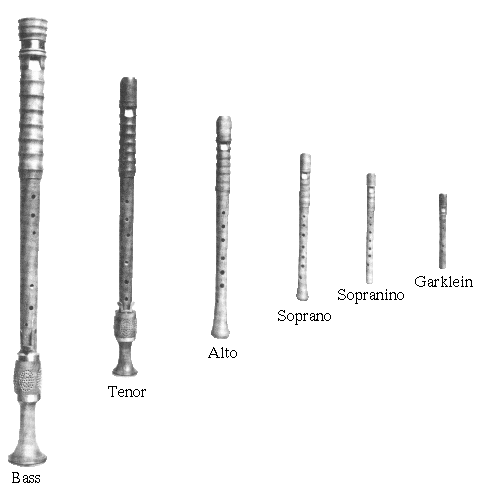 Bass
Tenor
Alto
Soprano
Sopranino
Garklein